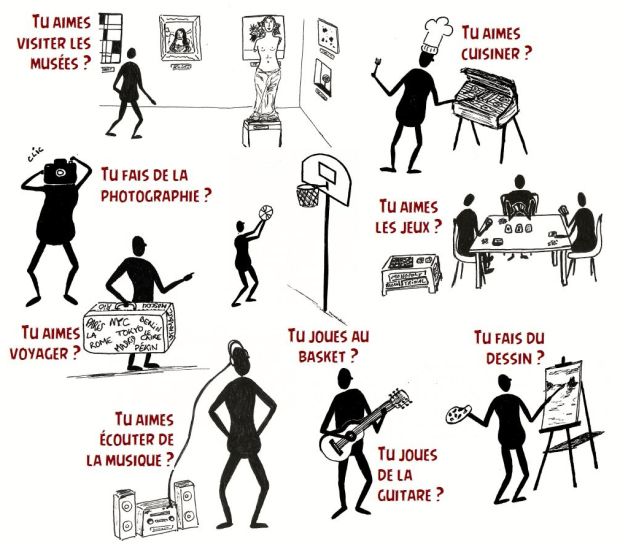 TU AIMES
VISITER LES
MUSÉES ?
TU AIMES
CUISINER ?
CLIC
TU FAIS DE LA
PHOTOGRAPHIE ?
TU AIMES
LES JEUX ?
MONOPOLY
TU AIMES
VOYAGER ?
RIO
PARIS NYC BERLIN
LA TOKYO LE
ROME MADRID CAIRE
PÉKIN
TU JOUES AU
BASKET ?
TU FAIS DU
DESSIN ?
TU AIMES
ÉCOUTER DE
LA MUSIQUE ?
TU JOUES
DE LA
GUITARE ?